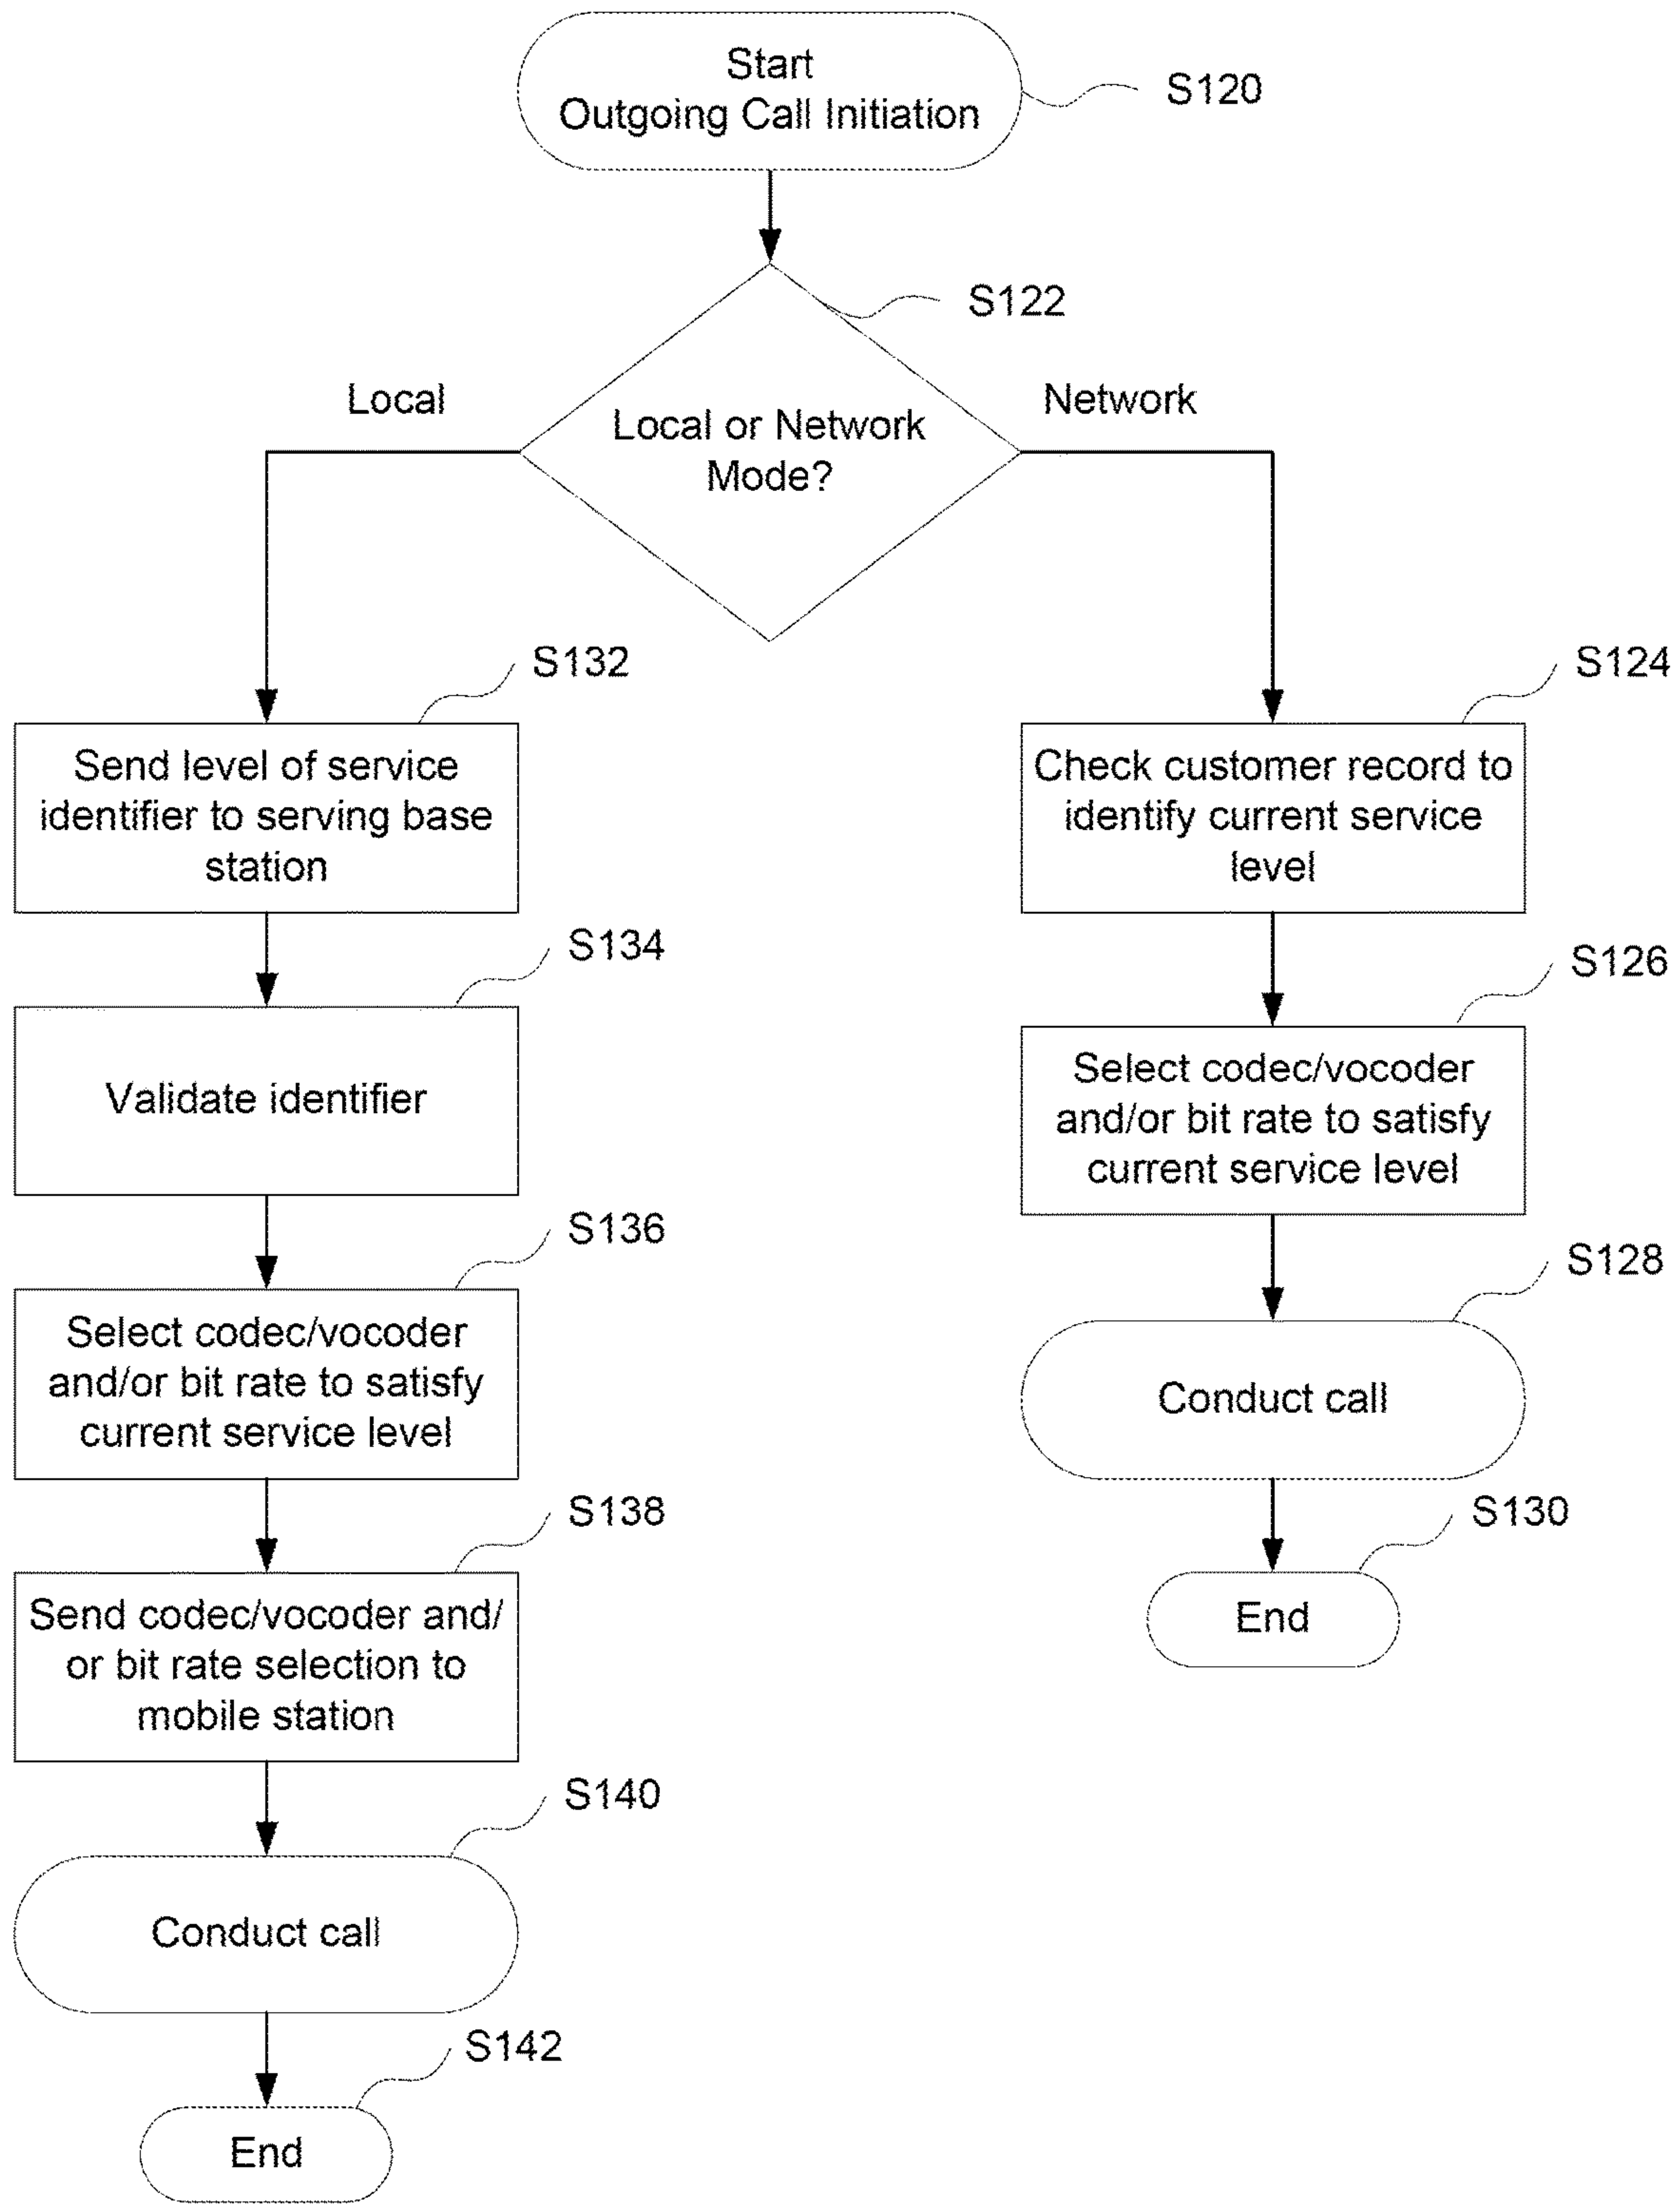 Start
Outgoing Call Initiation
S120
S122
Local
Network
Local or Network
Mode?
S132
Send level of service
identifier to serving base
station
S134
Validate identifier
S136
Select codec/vocoder
and/or bit rate to satisfy
current service level
S138
Send codec/vocoder and/
or bit rate selection to
mobile station
S140
Conduct call
S142
End
S124
Check customer record to
identify current service
level
S126
Select codec/vocoder
and/or bit rate to satisfy
current service level
S128
Conduct call
S130
End